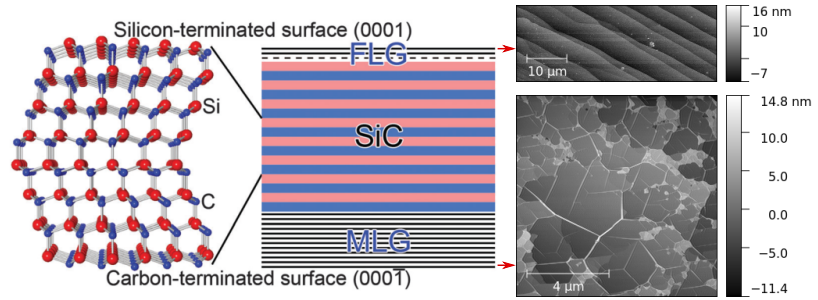 Silicon-terminated surface (0001)
FLG
Si
SiC
C
MLG
Carbon-terminated surface (0001̅)
10 µm
16 nm
10
−7
4 µm
14.8 nm
10.0
5.0
0.0
−5.0
−11.4